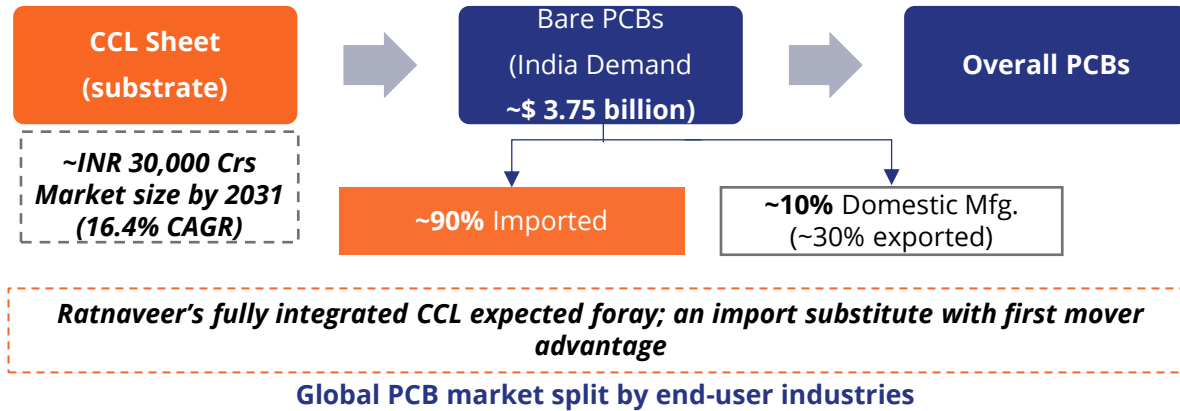 CCL Sheet
(substrate)
Bare PCBs
(India Demand
~$ 3.75 billion)
Overall PCBs
~INR 30,000 Crs
Market size by 2031
(16.4% CAGR)
~90% Imported
~10% Domestic Mfg.
(~30% exported)
Ratnaveer’s fully integrated CCL expected foray; an import substitute with first mover
advantage
Global PCB market split by end-user industries